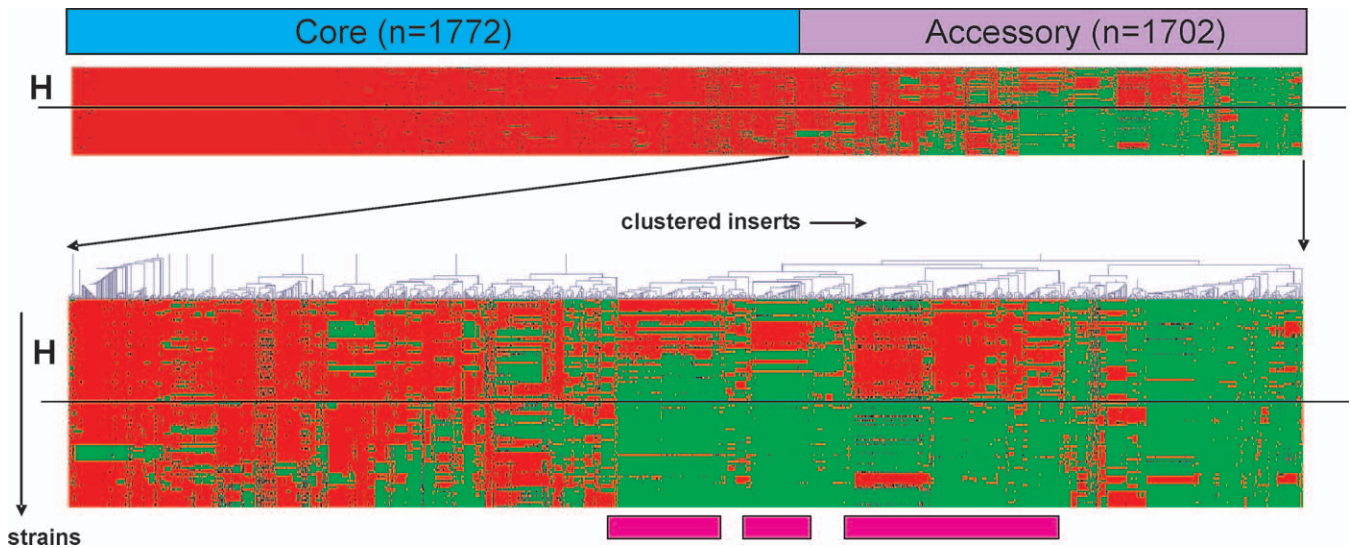 Core (n=1772)
Accessory (n=1702)
H
clustered inserts
H
strains